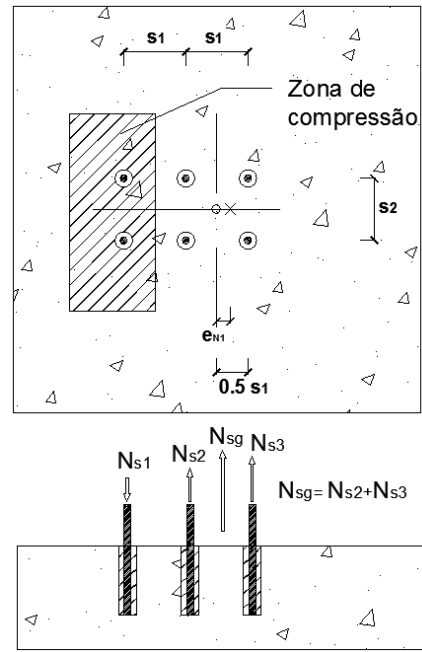 s1 s1
Zona de
compressão
s2
eN1
0.5 s1
Nsg
Ns1 Ns2 Ns3
Nsg= Ns2+Ns3